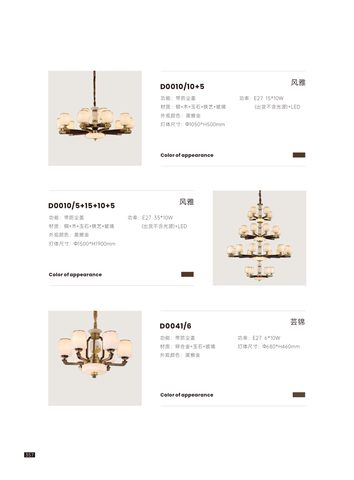 风雅
D0010/10+5
功能：带防尘盖
功率：E27 15*10W
材质：铜+木+玉石+铁艺+玻璃
(出货不含光源)+LED
外观颜色：黑檀金
灯体尺寸：Φ1050*H500mm
Color of appearance
风雅
D0010/5+15+10+5
功能：带防尘盖
功率：E27 35*10W
材质：铜+木+玉石+铁艺+玻璃
(出货不含光源)+LED
外观颜色：黑檀金
灯体尺寸：Φ1500*H1900mm
Color of appearance
芸锦
D0041/6
功能：带防尘盖
功率：E27 6*10W
材质：锌合金+玉石+玻璃
灯体尺寸：Φ660*H460mm
外观颜色：黑檀金
Color of appearance
357